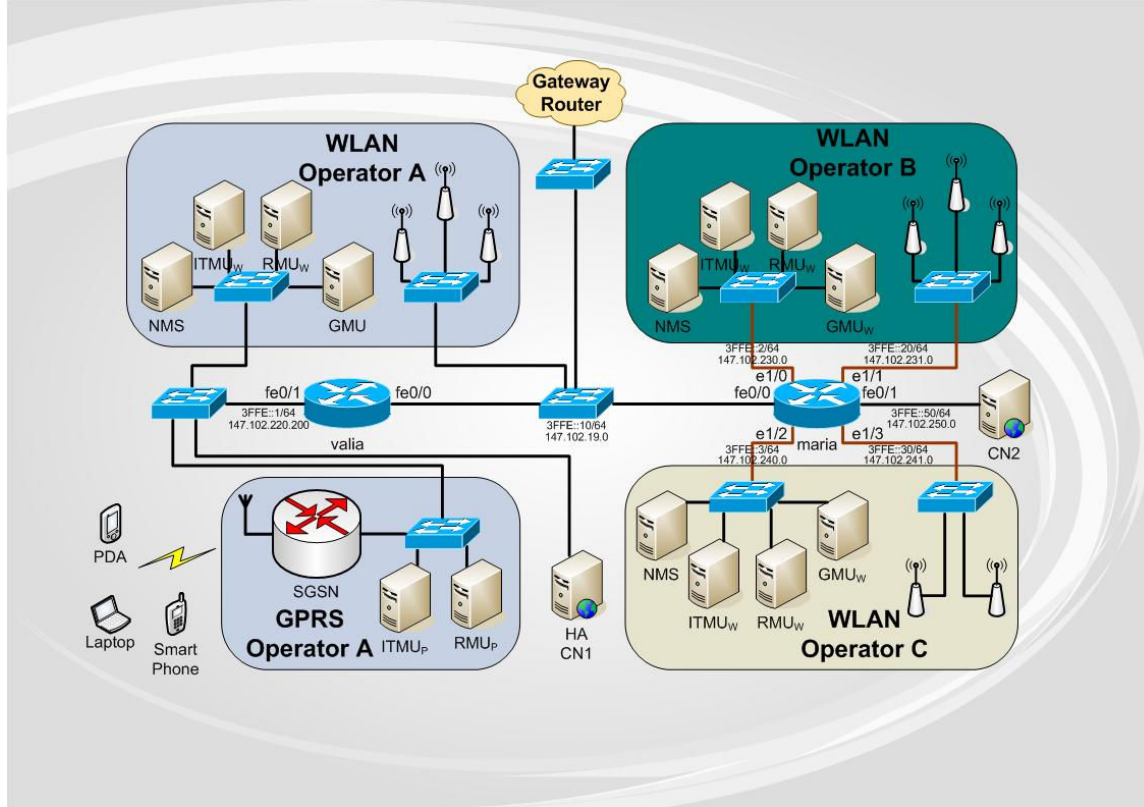 Gateway
Router
WLAN
Operator A
ITMUW
RMUW
NMS
GMU
WLAN
Operator B
ITMUW
RMUW
NMS
GMUW
3FFE::2/64
147.102.230.0
3FFE::20/64
147.102.231.0
e1/0
e1/1
fe0/1
fe0/0
fe0/0
fe0/1
3FFE::1/64
147.102.220.200
valia
3FFE::10/64
147.102.19.0
3FFE::50/64
147.102.250.0
e1/2
maria
e1/3
3FFE::3/64
147.102.240.0
3FFE::30/64
147.102.241.0
CN2
PDA
Laptop
Smart
Phone
SGSN
GPRS
Operator A
ITMUP
RMUP
HA
CN1
NMS
GMUW
ITMUW
RMUW
WLAN
Operator C